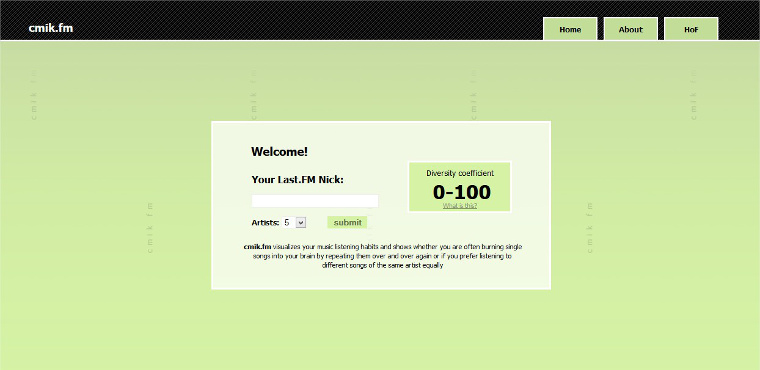 cmik.fm
Home
About
HoF
cmik fm
cmik fm
cmik fm
cmik fm
Welcome!
Your Last.FM Nick:
Diversity coefficient
0-100
What is this?
Artists: 5
submit
cmik fm
cmik fm
cmik.fm visualizes your music listening habits and shows whether you are often burning single
songs into your brain by repeating them over and over again or if you prefer listening to
different songs of the same artist equally